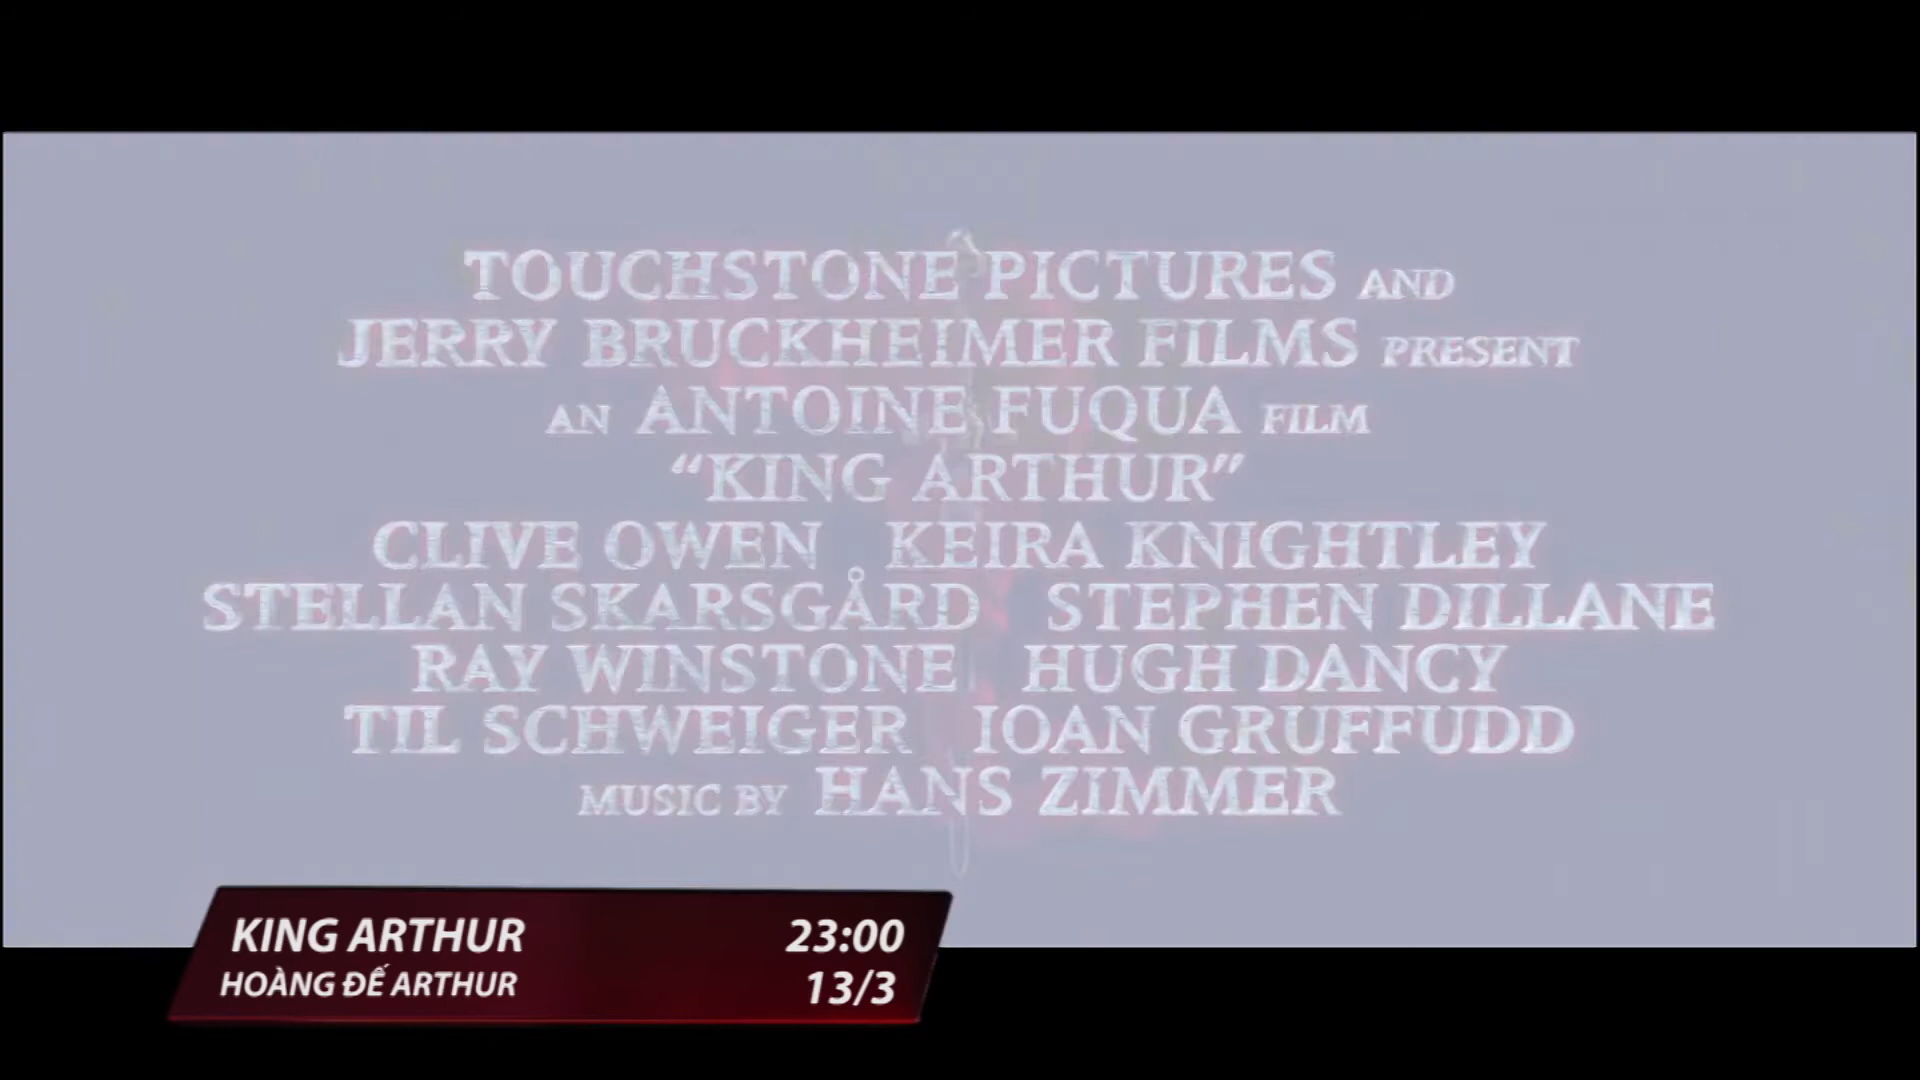 TOUCHSTONE PICTURES AND
JERRY BRUCKHEIMER FILMS PRESENT
AN ANTOINE FUQUA FILM
“KING ARTHUR”
CLIVE OWEN KEIRA KNIGHTLEY
STELLAN SKARSGÅRD STEPHEN DILLANE
RAY WINSTONE HUGH DANCY
TIL SCHWEIGER IOAN GRUFFUDD
MUSIC BY HANS ZIMMER
KING ARTHUR 23:00
HOÀNG ĐẾ ARTHUR 13/3